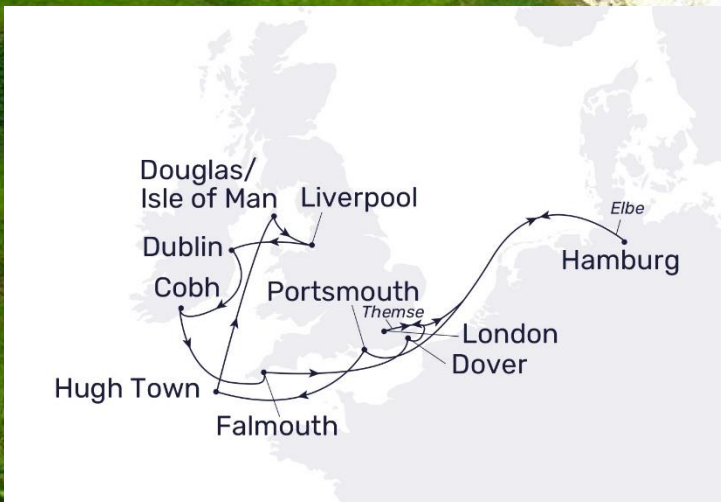 Douglas/
Isle of Man
Liverpool
Elbe
Dublin
Hamburg
Cobh
Portsmouth
Themse
London
Dover
Hugh Town
Falmouth